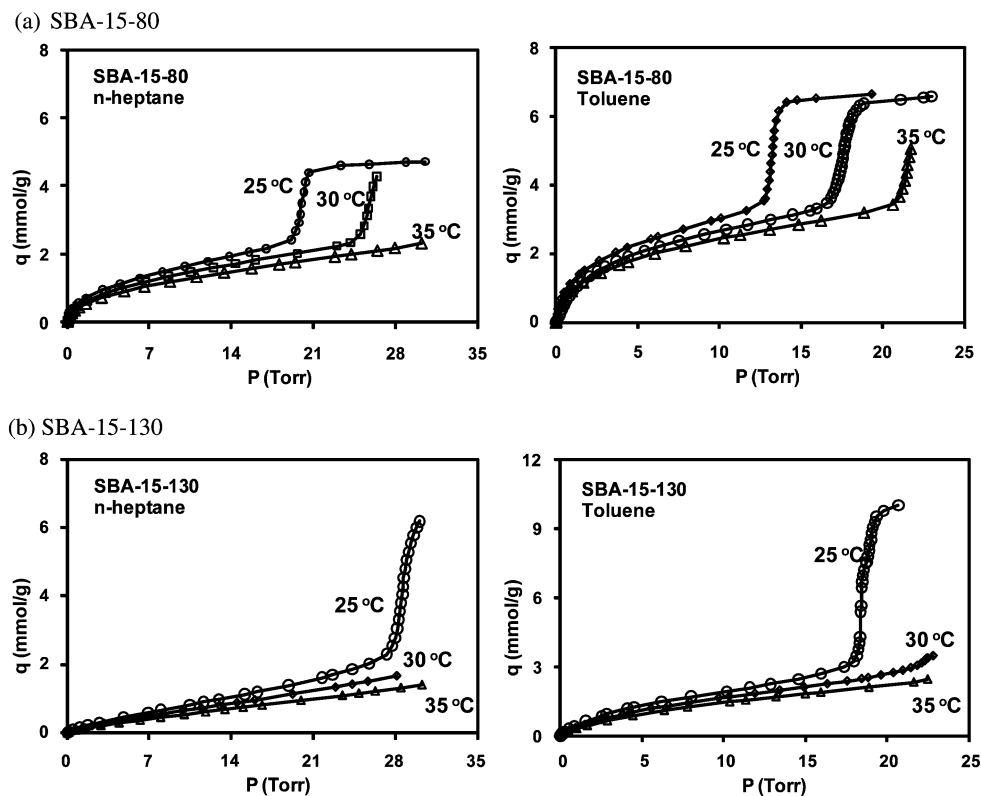 (a) SBA-15-80
SBA-15-80
n-heptane
25 °C
30 °C
35 °C
q (mmol/g)
8
6
4
2
0
0 7 14 21 28 35
P (Torr)
SBA-15-80
Toluene
25 °C
30 °C
35 °C
q (mmol/g)
8
6
4
2
0
0 5 10 15 20 25
P (Torr)
(b) SBA-15-130
SBA-15-130
n-heptane
25 °C
30 °C
35 °C
q (mmol/g)
8
6
4
2
0
0 7 14 21 30 35
P (Torr)
SBA-15-130
Toluene
25 °C
30 °C
35 °C
q (mmol/g)
12
9
6
3
0
0 5 10 15 20 25
P (Torr)